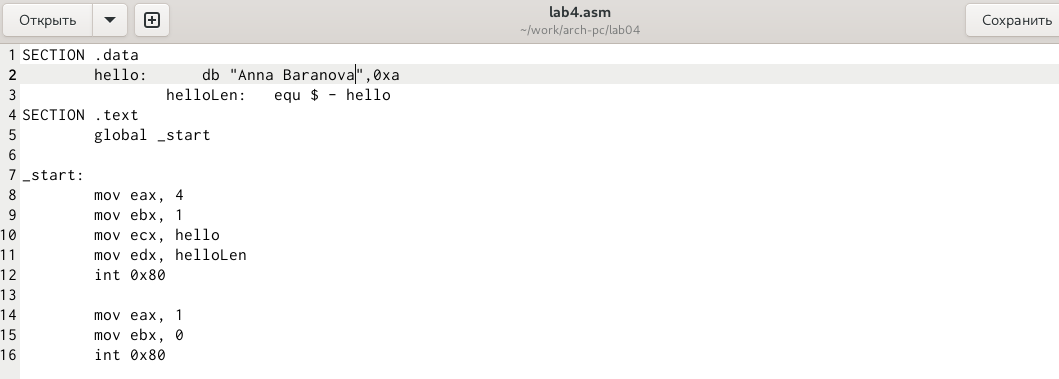 Открыть
lab4.asm
~/work/arch-pc/lab04
Сохранить
1 SECTION .data
2         hello:      db "Anna Baranova",0xa
3                 helloLen:   equ $ - hello
4 SECTION .text
5         global _start
6
7 _start:
8         mov eax, 4
9         mov ebx, 1
10         mov ecx, hello
11         mov edx, helloLen
12         int 0x80
13
14         mov eax, 1
15         mov ebx, 0
16         int 0x80